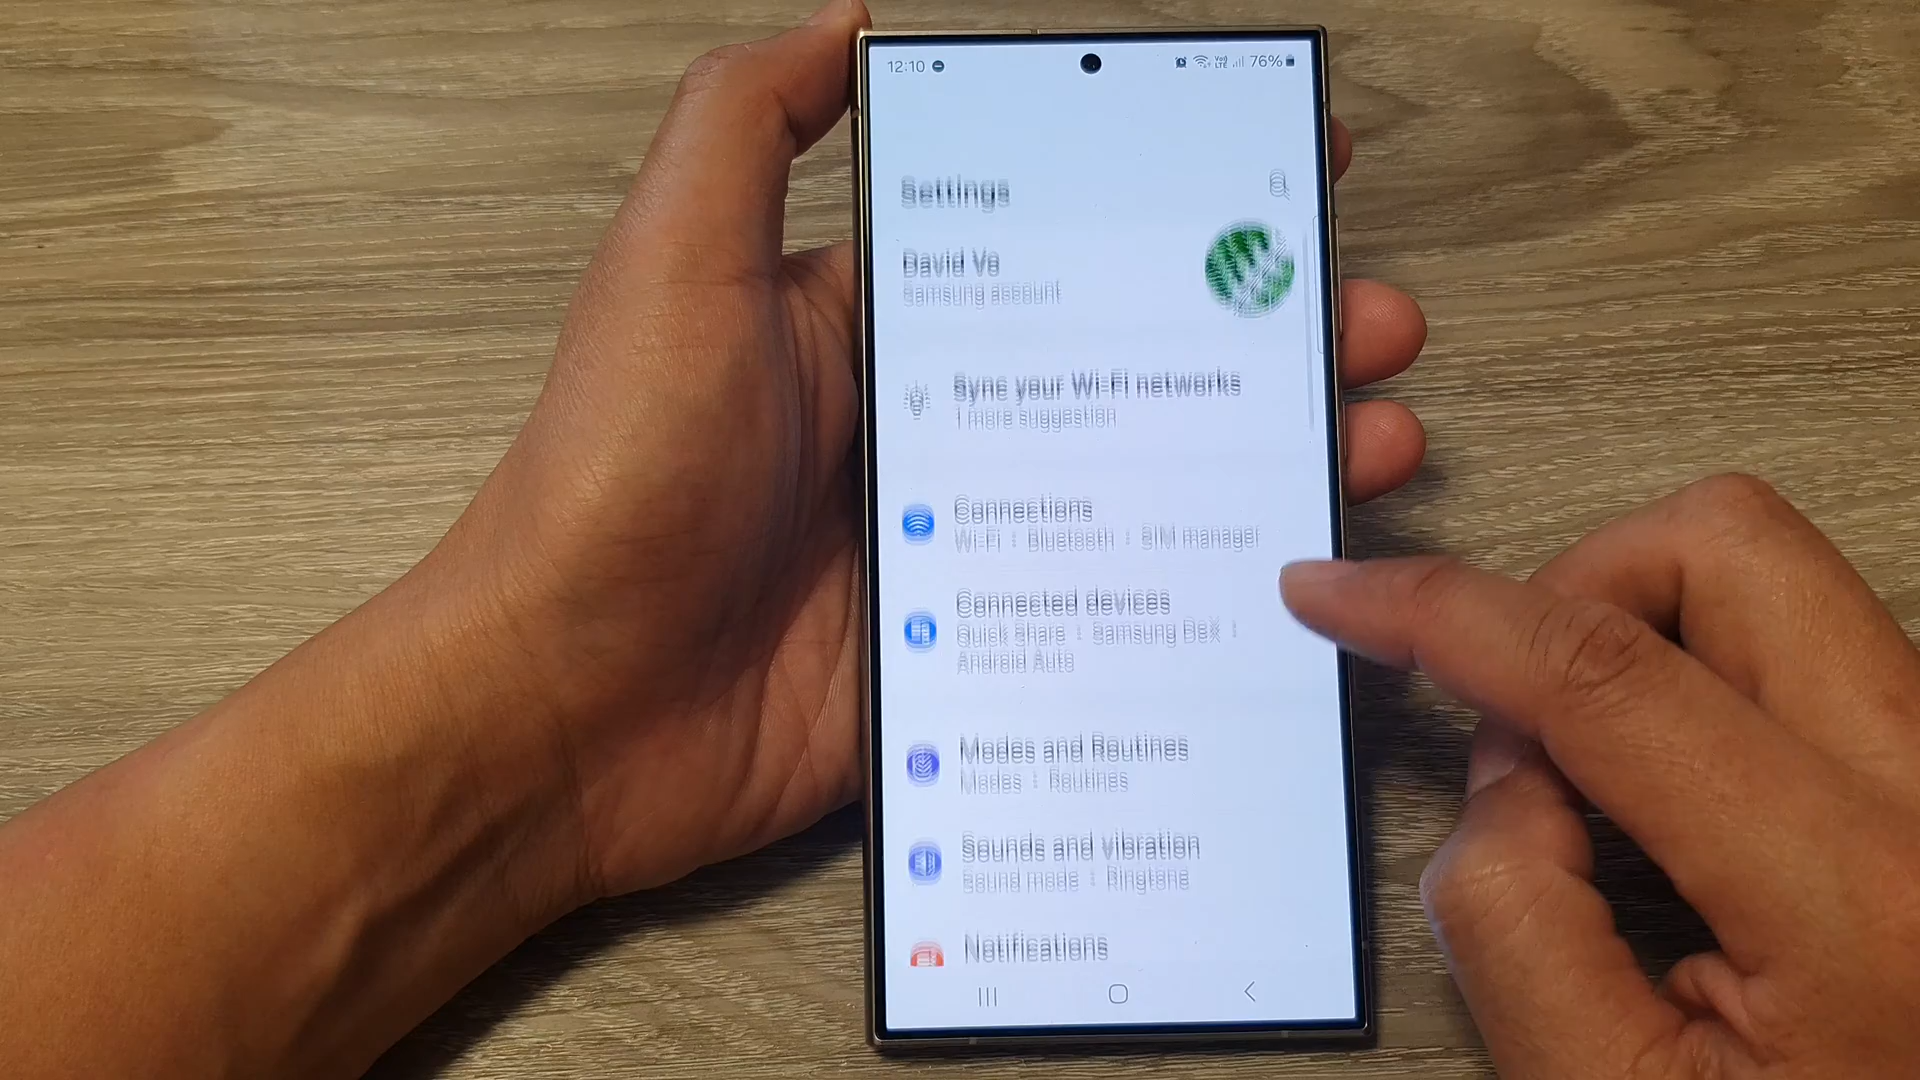 12:10
LTE 76%
Settings
David Vo
Samsung account
Sync your Wi-Fi networks
1 more suggestion
Connections
Wi-Fi · Bluetooth · SIM manager
Connected devices
Quick Share · Samsung DeX ·
Android Auto
Modes and Routines
Modes · Routines
Sounds and vibration
Sound mode · Ringtone
Notifications